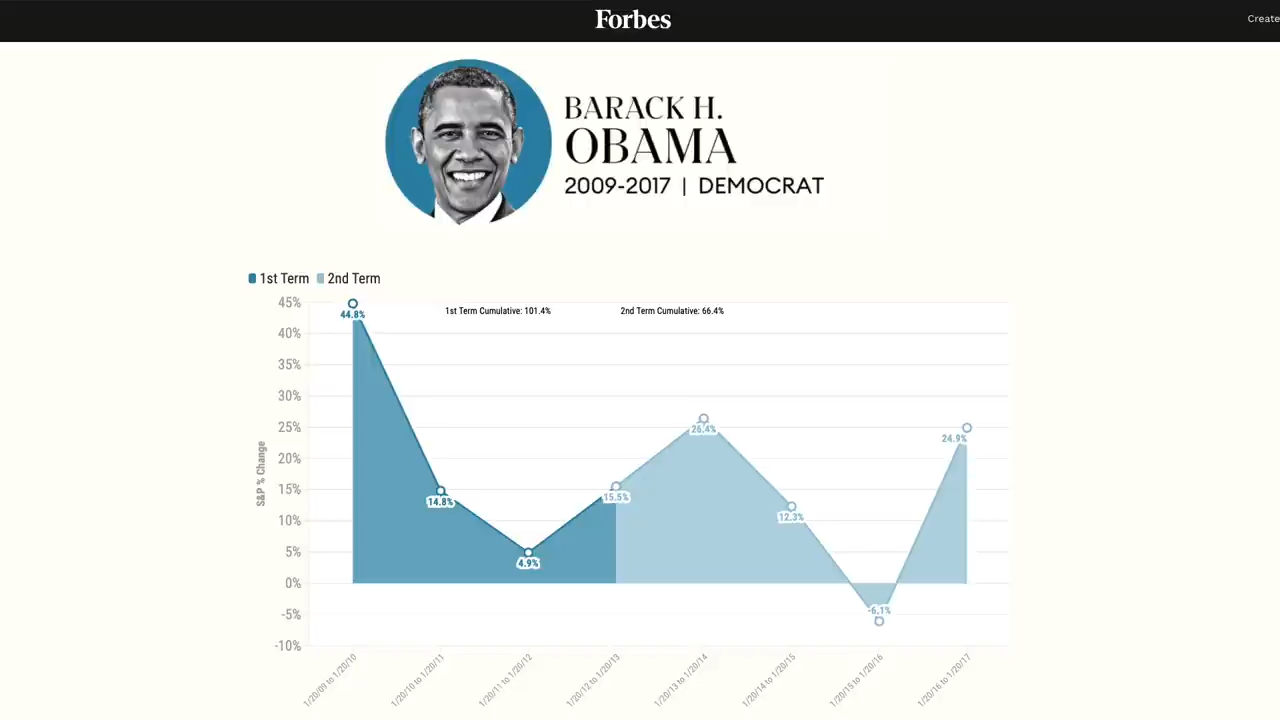 Forbes
Create
BARACK H.
OBAMA
2009-2017 | DEMOCRAT
1st Term 2nd Term
45%
40%
35%
30%
25%
20%
15%
10%
5%
0%
-5%
-10%
S&P % Change
1st Term Cumulative: 101.4% 2nd Term Cumulative: 66.4%
44.8%
14.8%
4.9%
15.5%
26.4%
12.3%
-6.1%
24.9%
1/20/09 to 1/20/10
1/20/10 to 1/20/11
1/20/11 to 1/20/12
1/20/12 to 1/20/13
1/20/13 to 1/20/14
1/20/14 to 1/20/15
1/20/15 to 1/20/16
1/20/16 to 1/20/17